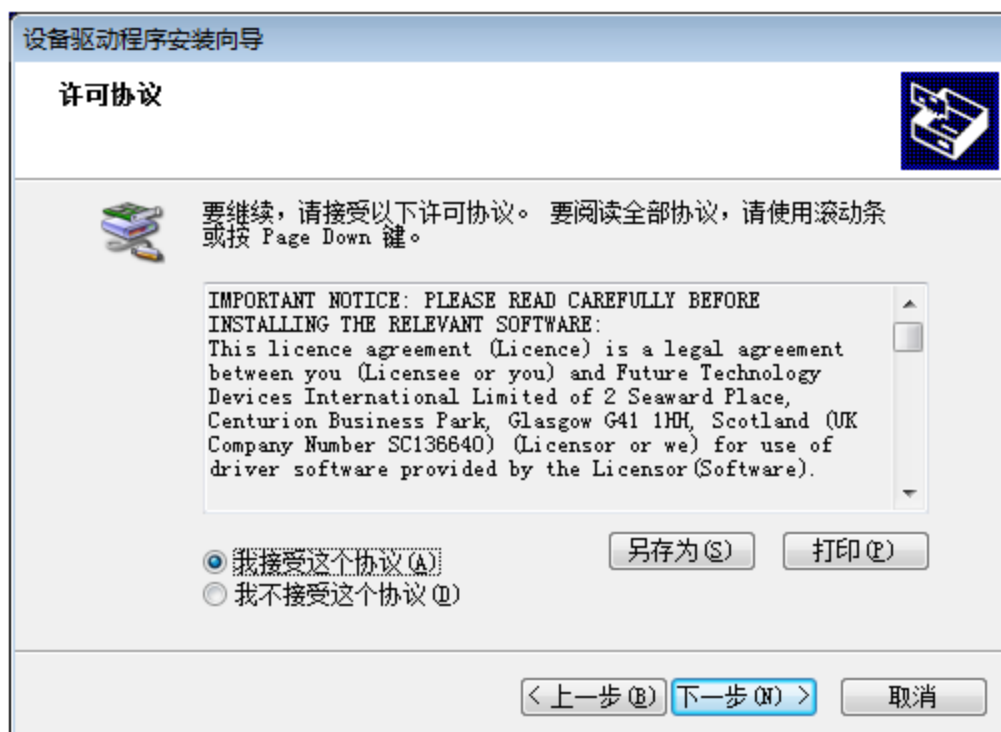 设备驱动程序安装向导
许可协议
要继续，请接受以下许可协议。 要阅读全部协议，请使用滚动条
或按 Page Down 键。
IMPORTANT NOTICE: PLEASE READ CAREFULLY BEFORE
INSTALLING THE RELEVANT SOFTWARE:
This licence agreement (Licence) is a legal agreement
between you (Licensee or you) and Future Technology
Devices International Limited of 2 Seaward Place,
Centurion Business Park, Glasgow G41 1HH, Scotland (UK
Company Number SC136640) (Licensor or we) for use of
driver software provided by the Licensor(Software).
我接受这个协议(A)
另存为(S)
打印(P)
我不接受这个协议(D)
< 上一步(B)
下一步(N) >
取消